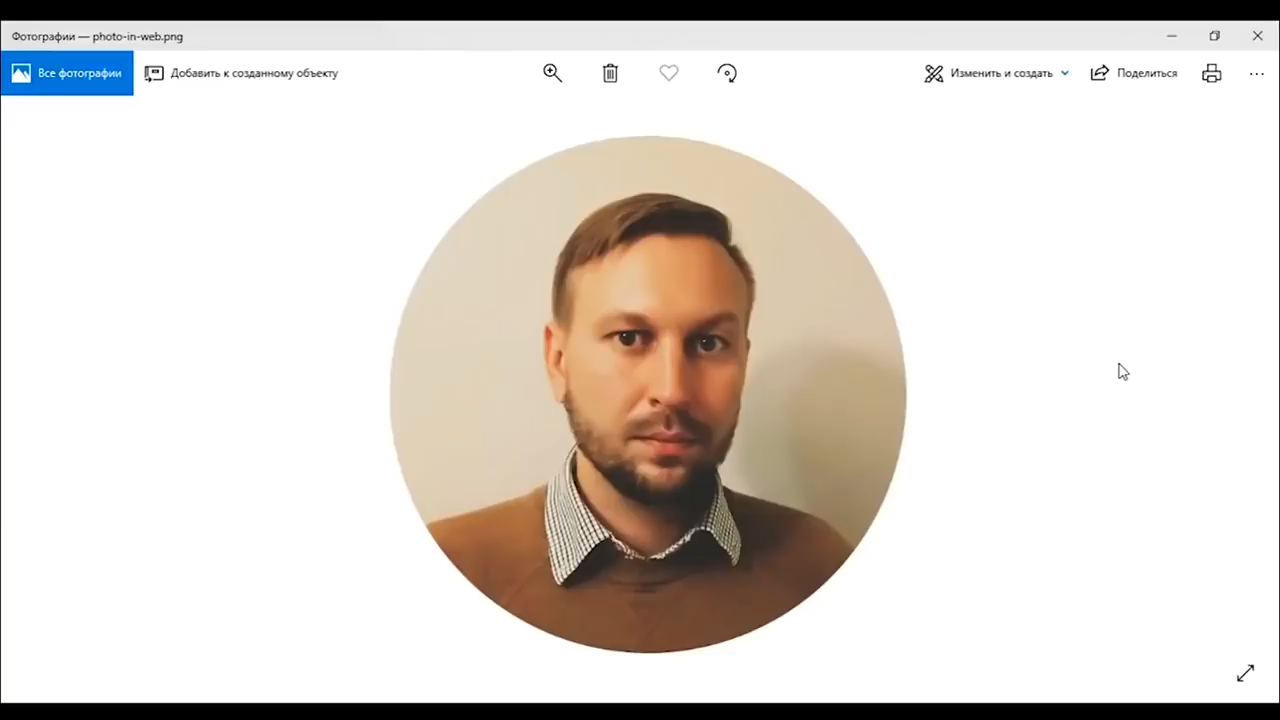 Фотографии — photo-in-web.png
Все фотографии
Добавить к созданному объекту
Изменить и создать
Поделиться